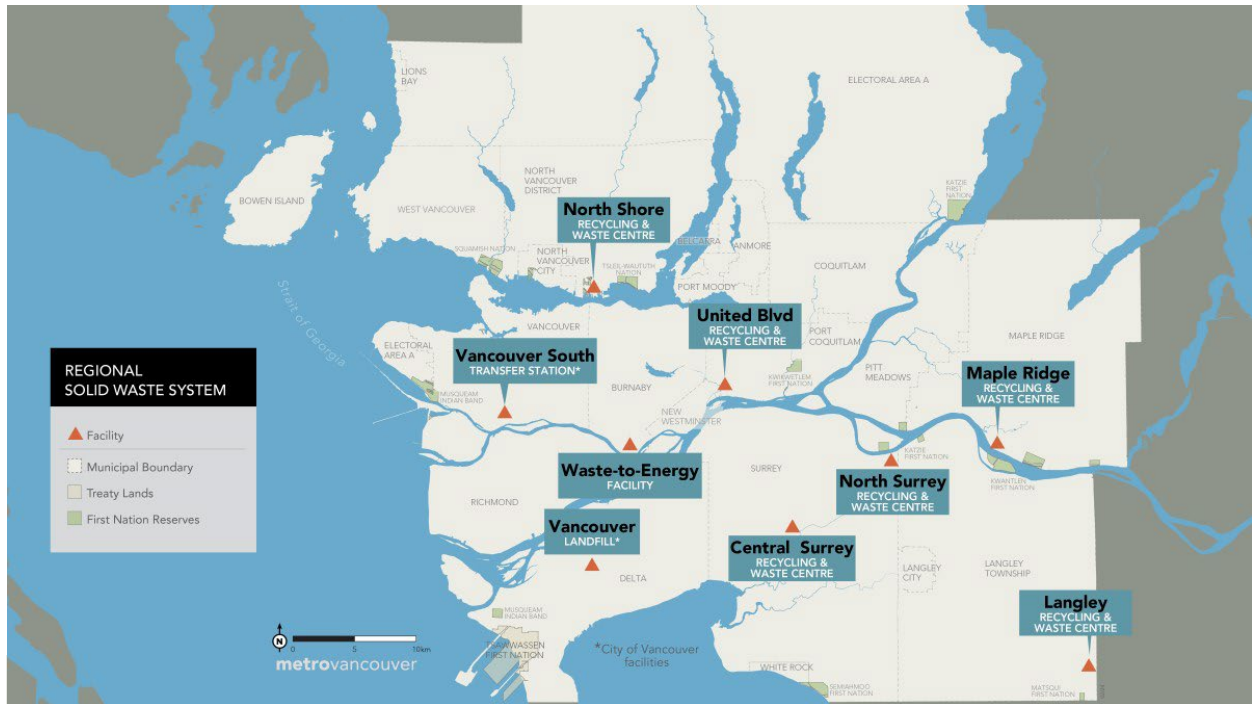 LIONS
BAY
ELECTORAL AREA A
BOWEN ISLAND
WEST VANCOUVER
NORTH
VANCOUVER
DISTRICT
KATZIE
FIRST
NATION
North Shore
RECYCLING &
WASTE CENTRE
SQUAMISH NATION
NORTH
VANCOUVER
CITY
TSLEIL-WAUTUTH
NATION
BELCARRA
ANMORE
PORT MOODY
COQUITLAM
Strait of Georgia
VANCOUVER
United Blvd
RECYCLING &
WASTE CENTRE
PORT
COQUITLAM
MAPLE RIDGE
ELECTORAL
AREA A
Vancouver South
TRANSFER STATION*
BURNABY
KWIKWETLEM
FIRST NATION
PITT
MEADOWS
Maple Ridge
RECYCLING &
WASTE CENTRE
MUSQUEAM
INDIAN BAND
NEW
WESTMINSTER
REGIONAL
SOLID WASTE SYSTEM
Facility
Municipal Boundary
Treaty Lands
First Nation Reserves
Waste-to-Energy
FACILITY
SURREY
KATZIE
FIRST NATION
North Surrey
RECYCLING &
WASTE CENTRE
KWANTLEN
FIRST NATION
RICHMOND
Vancouver
LANDFILL*
Central Surrey
RECYCLING &
WASTE CENTRE
DELTA
LANGLEY
CITY
LANGLEY
TOWNSHIP
Langley
RECYCLING &
WASTE CENTRE
MUSQUEAM
INDIAN BAND
TSAWWASSEN
FIRST NATION
*City of Vancouver
facilities
WHITE ROCK
SEMIAHMOO
FIRST NATION
MATSQUI
FIRST NATION
N
0 5 10km
metrovancouver